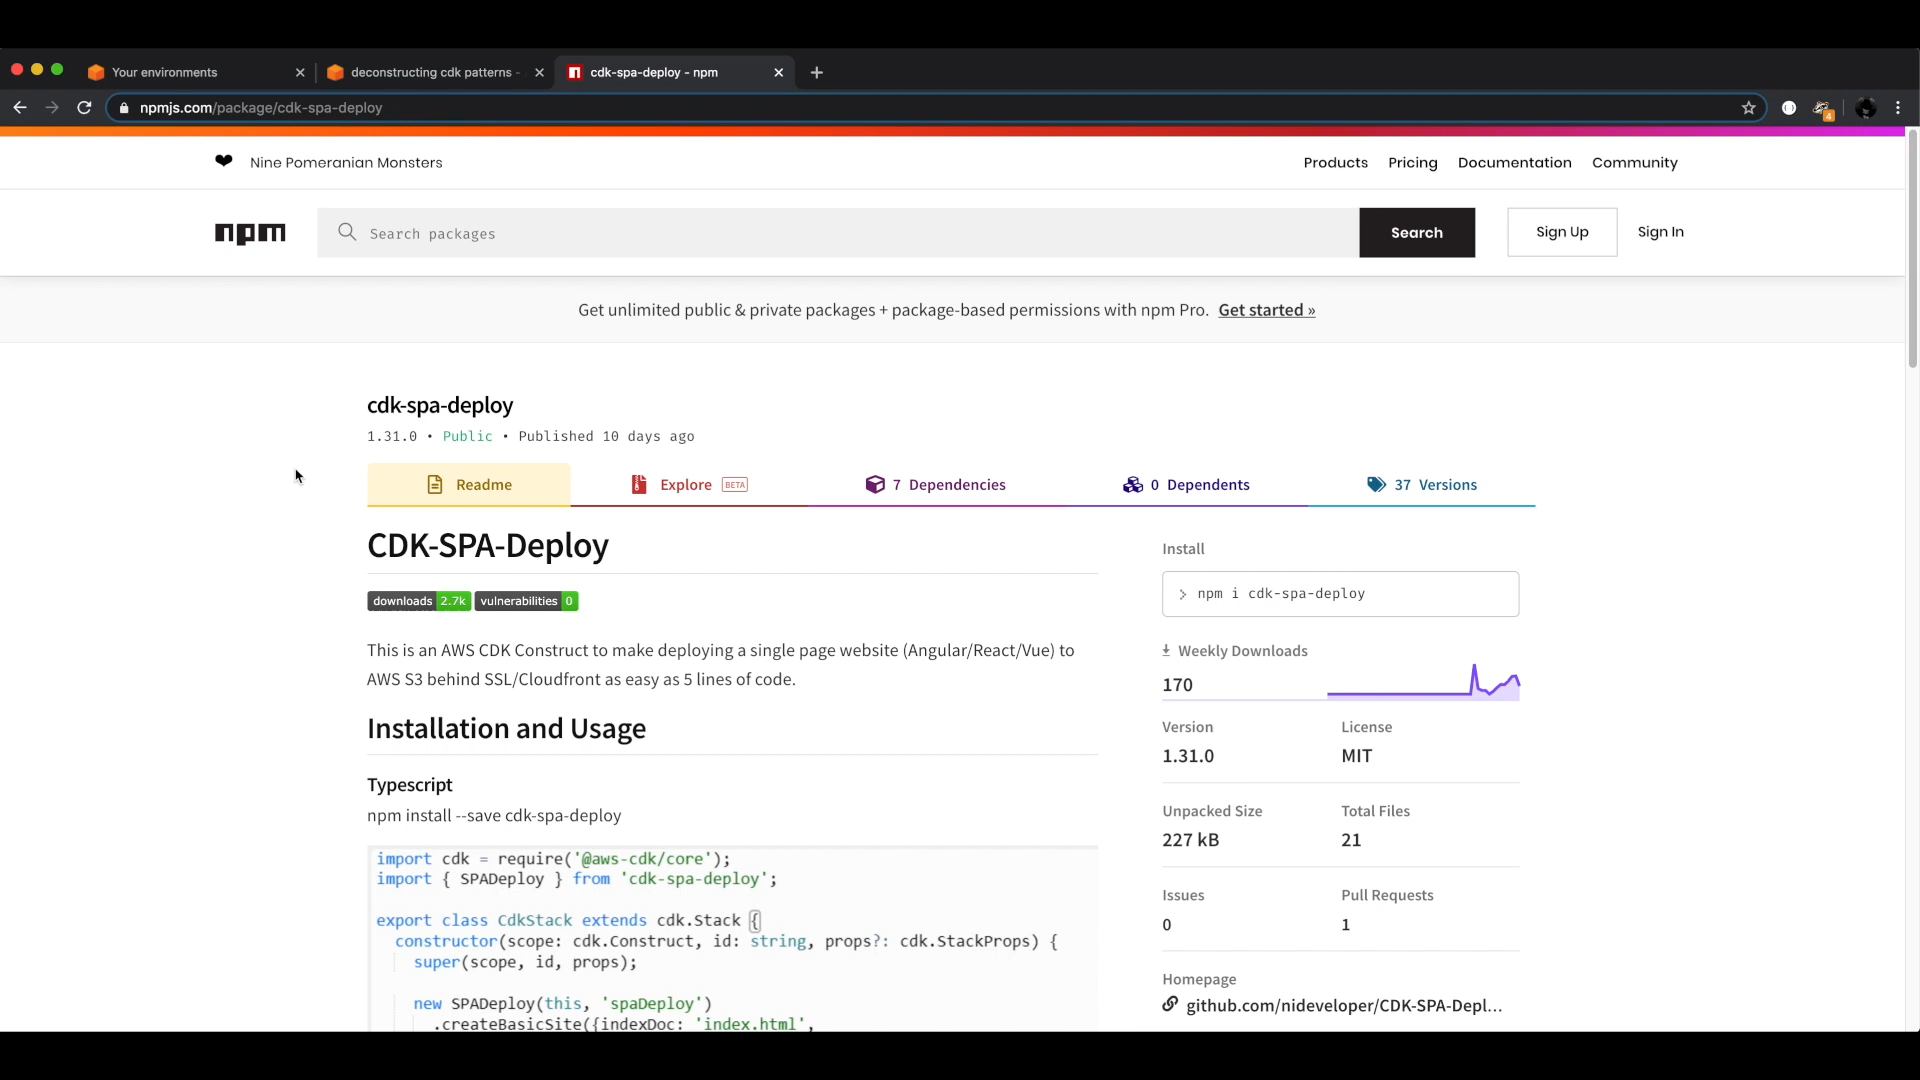 Your environments
deconstructing cdk patterns -
cdk-spa-deploy - npm
npmjs.com/package/cdk-spa-deploy
4
Nine Pomeranian Monsters
Products Pricing Documentation Community
npm
Search packages
Search
Sign Up
Sign In
Get unlimited public & private packages + package-based permissions with npm Pro. Get started »
cdk-spa-deploy
1.31.0 • Public • Published 10 days ago
Readme
Explore BETA
7 Dependencies
0 Dependents
37 Versions
CDK-SPA-Deploy
downloads 2.7k vulnerabilities 0
This is an AWS CDK Construct to make deploying a single page website (Angular/React/Vue) to
AWS S3 behind SSL/Cloudfront as easy as 5 lines of code.
Installation and Usage
Typescript
npm install --save cdk-spa-deploy
import cdk = require('@aws-cdk/core');
import { SPADeploy } from 'cdk-spa-deploy';
export class CdkStack extends cdk.Stack {
constructor(scope: cdk.Construct, id: string, props?: cdk.StackProps) {
super(scope, id, props);
new SPADeploy(this, 'spaDeploy')
.createBasicSite({indexDoc: 'index.html',
Install
> npm i cdk-spa-deploy
Weekly Downloads
170
Version
1.31.0
License
MIT
Unpacked Size
227 kB
Total Files
21
Issues
0
Pull Requests
1
Homepage
github.com/nideveloper/CDK-SPA-Depl...